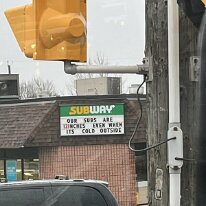 SUBWAY
OUR SUBS ARE
12INCHES EVEN WHEN
ITS COLD OUTSIDE